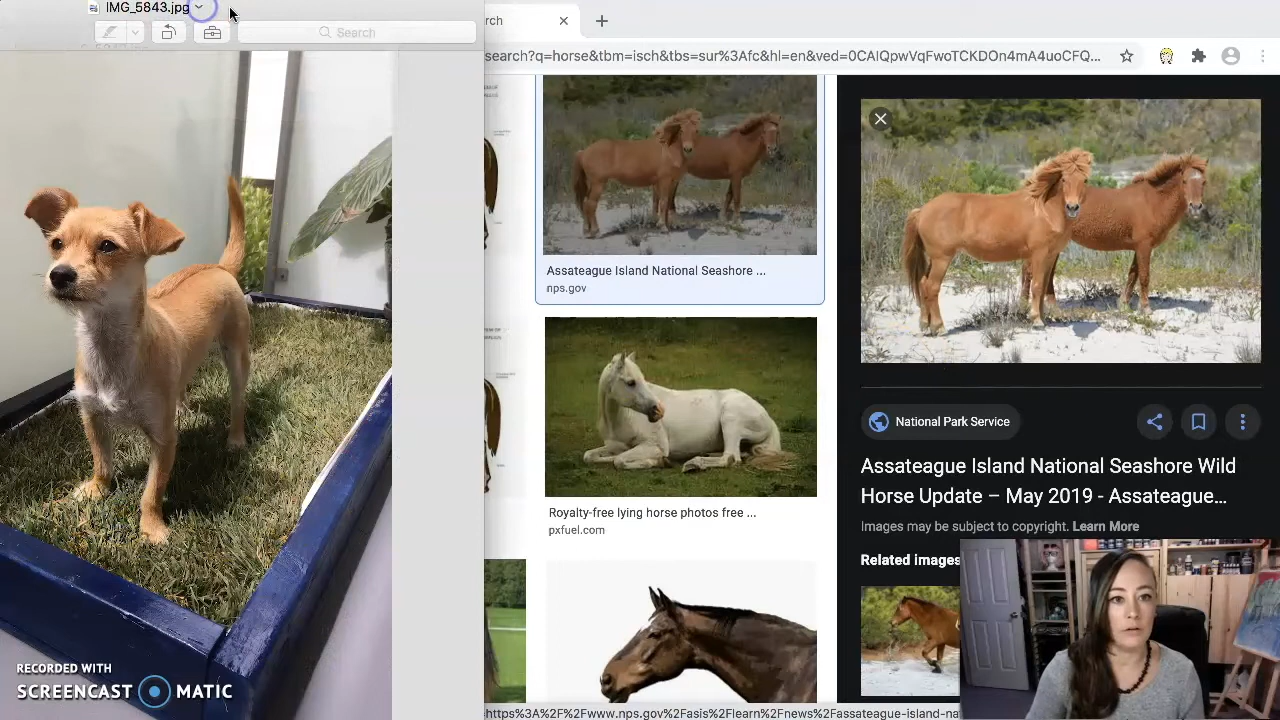 IMG_5843.jpg
Search
rch
search?q=horse&tbm=isch&tbs=sur%3Afc&hl=en&ved=0CAIQpwVqFwoTCKDOn4mA4uoCFQ...
Assateague Island National Seashore ...
nps.gov
Royalty-free lying horse photos free ...
pxfuel.com
National Park Service
Assateague Island National Seashore Wild
Horse Update – May 2019 - Assateague...
Images may be subject to copyright. Learn More
Related images
RECORDED WITH
SCREENCAST MATIC
https%3A%2F%2Fwww.nps.gov%2Fasis%2Flearn%2Fnews%2Fassateague-island-na